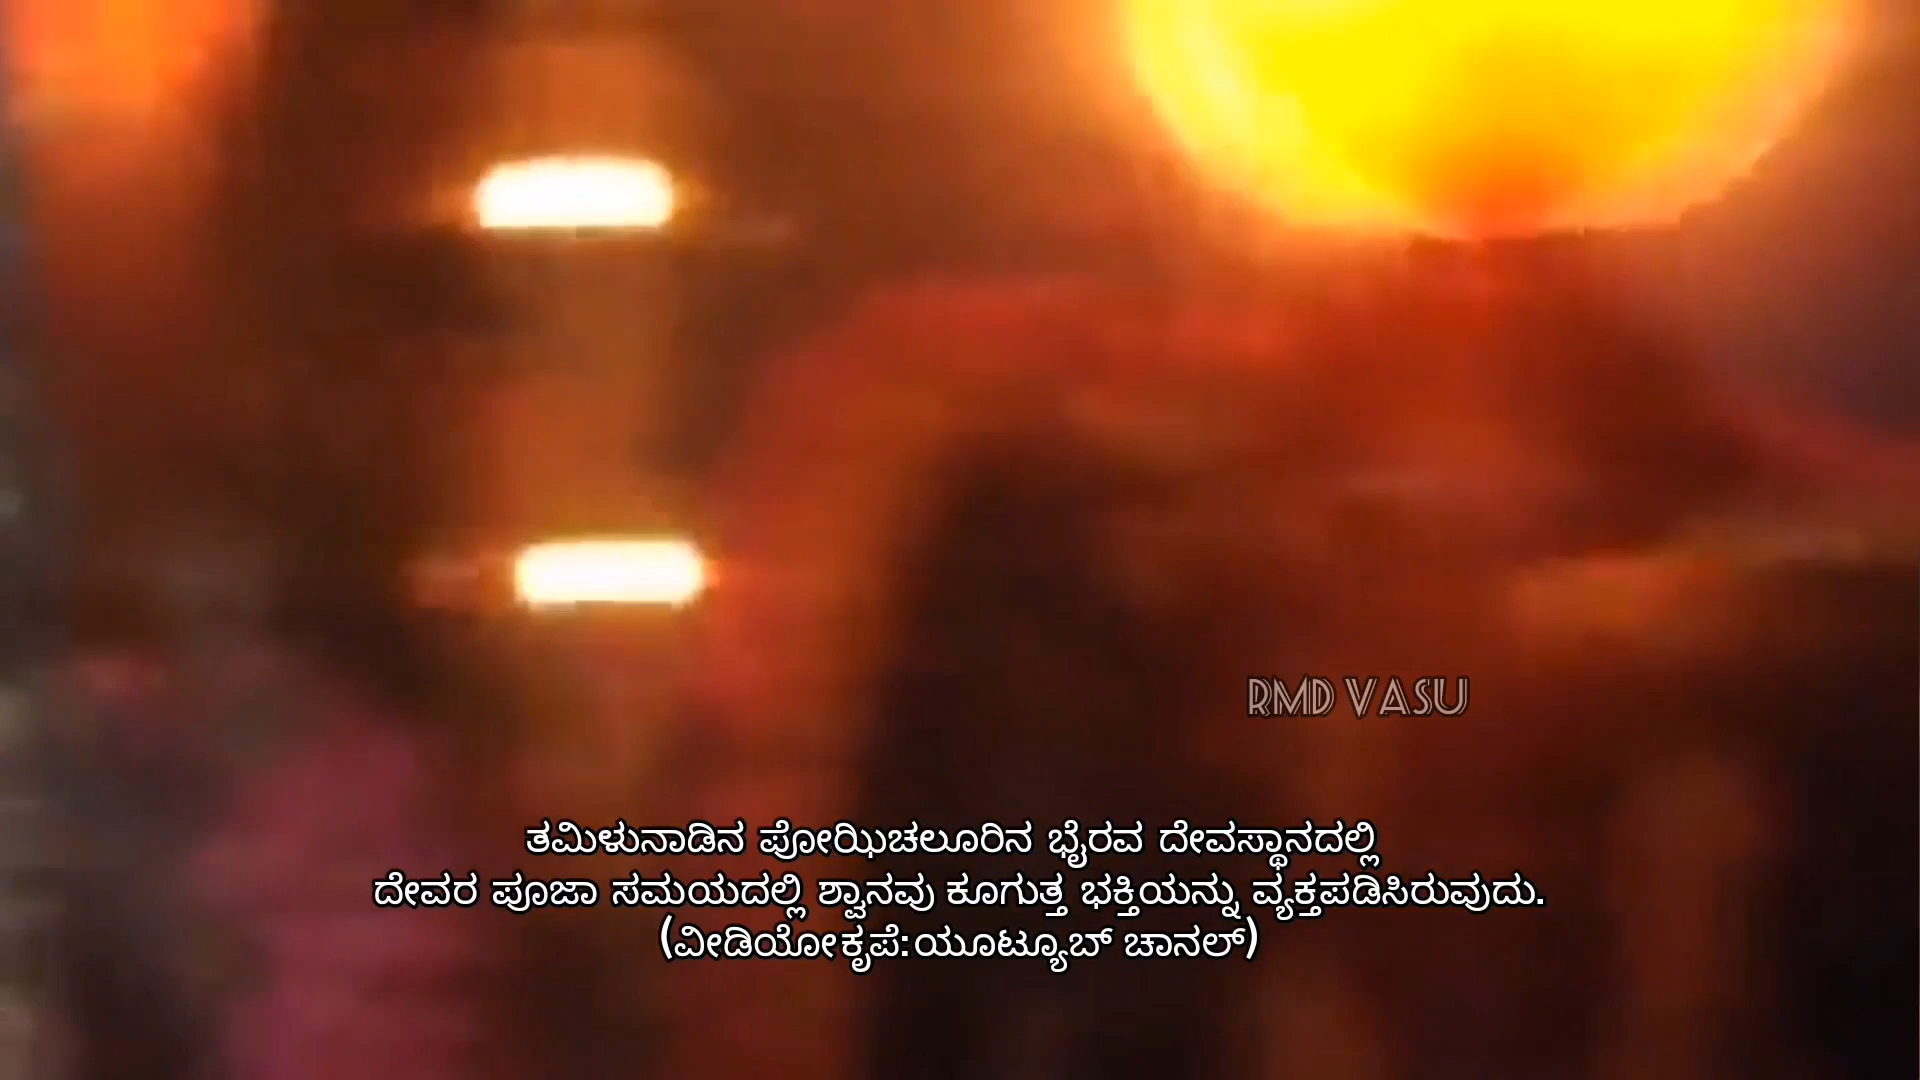 RMD VASU
ತಮಿಳುನಾಡಿನ ಪೋಝಿಚಲೂರಿನ ಭೈರವ ದೇವಸ್ಥಾನದಲ್ಲಿ
ದೇವರ ಪೂಜಾ ಸಮಯದಲ್ಲಿ ಶ್ವಾನವು ಕೂಗುತ್ತ ಭಕ್ತಿಯನ್ನು ವ್ಯಕ್ತಪಡಿಸಿರುವುದು.
(ವೀಡಿಯೋಕೃಪೆ:ಯೂಟ್ಯೂಬ್ ಚಾನಲ್)